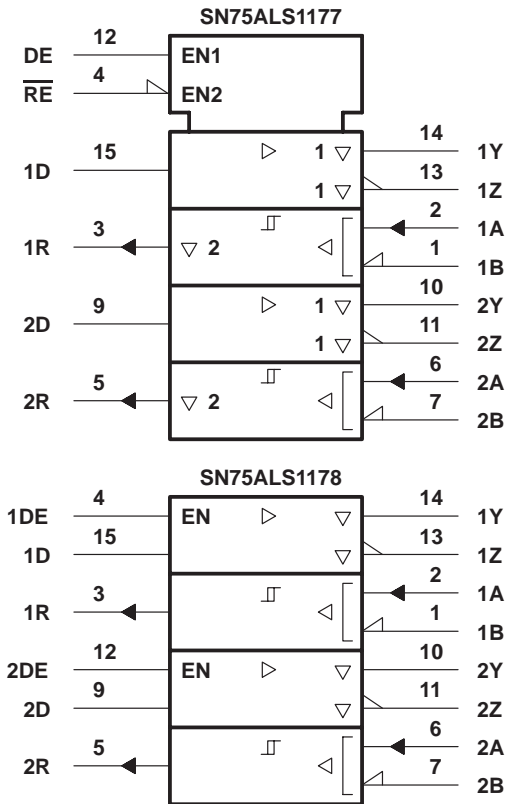 SN75ALS1177
12
DE EN1
4
RE EN2
14
15 1 1Y
1D 13
1 1Z
2
3 1A
1R 2 1
1B
10
9 1 2Y
2D 11
1 2Z
6
5 2A
2R 2 7
2B
SN75ALS1178
4 14
1DE EN 1Y
15 13
1D 1Z
2
3 1A
1R 1
1B
12 10
2DE EN 2Y
9 11
2D 2Z
6
5 2A
2R 7
2B